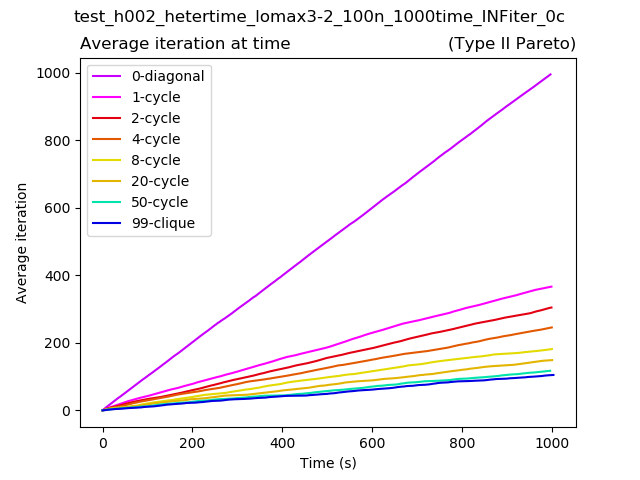 test_h002_hetertime_lomax3-2_100n_1000time_INFiter_0c
Average iteration at time (Type II Pareto)
1000
800
600
400
200
0
Average iteration
0-diagonal
1-cycle
2-cycle
4-cycle
8-cycle
20-cycle
50-cycle
99-clique
0 200 400 600 800 1000
Time (s)